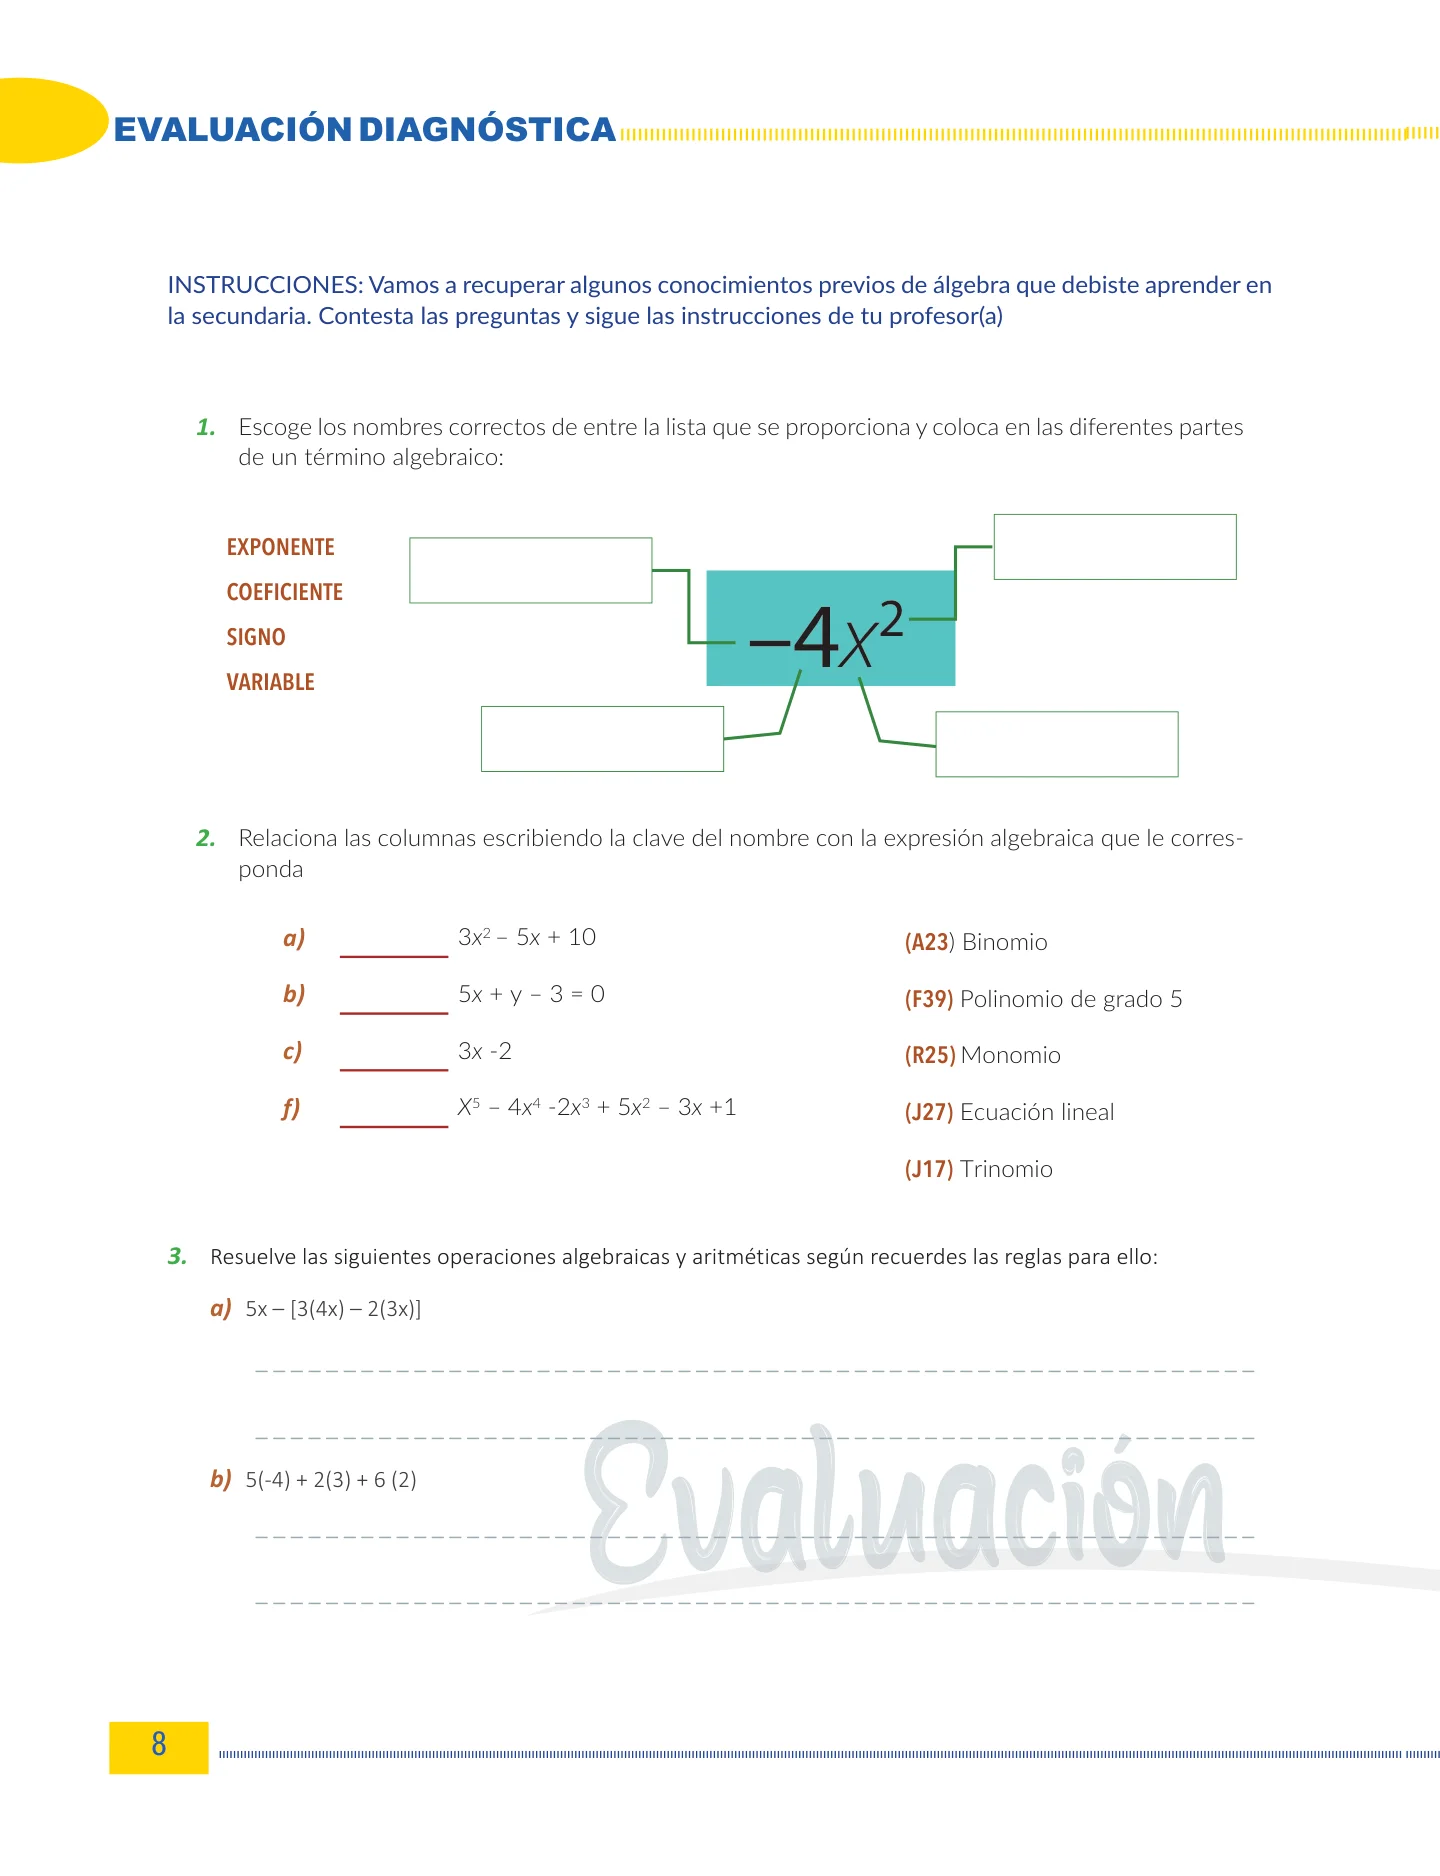 EVALUACIÓN DIAGNÓSTICA
INSTRUCCIONES: Vamos a recuperar algunos conocimientos previos de álgebra que debiste aprender en
la secundaria. Contesta las preguntas y sigue las instrucciones de tu profesor(a)
1. Escoge los nombres correctos de entre la lista que se proporciona y coloca en las diferentes partes
de un término algebraico:
EXPONENTE
COEFICIENTE
SIGNO
VARIABLE
–4x²
2. Relaciona las columnas escribiendo la clave del nombre con la expresión algebraica que le corres-
ponda
a) ________ 3x² – 5x + 10
(A23) Binomio
b) ________ 5x + y – 3 = 0
(F39) Polinomio de grado 5
c) ________ 3x -2
(R25) Monomio
f) ________ X⁵ – 4x⁴ -2x³ + 5x² – 3x +1
(J27) Ecuación lineal
(J17) Trinomio
3. Resuelve las siguientes operaciones algebraicas y aritméticas según recuerdes las reglas para ello:
a) 5x – [3(4x) – 2(3x)]
b) 5(-4) + 2(3) + 6 (2)
Evaluación
8